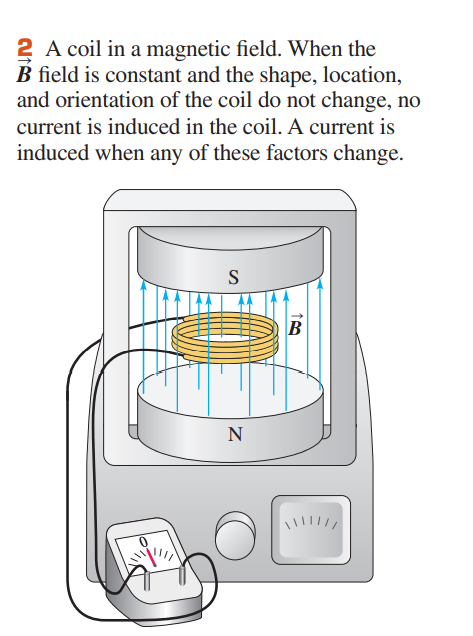 2 A coil in a magnetic field. When the
B⃗ field is constant and the shape, location,
and orientation of the coil do not change, no
current is induced in the coil. A current is
induced when any of these factors change.
S
B⃗
N
0